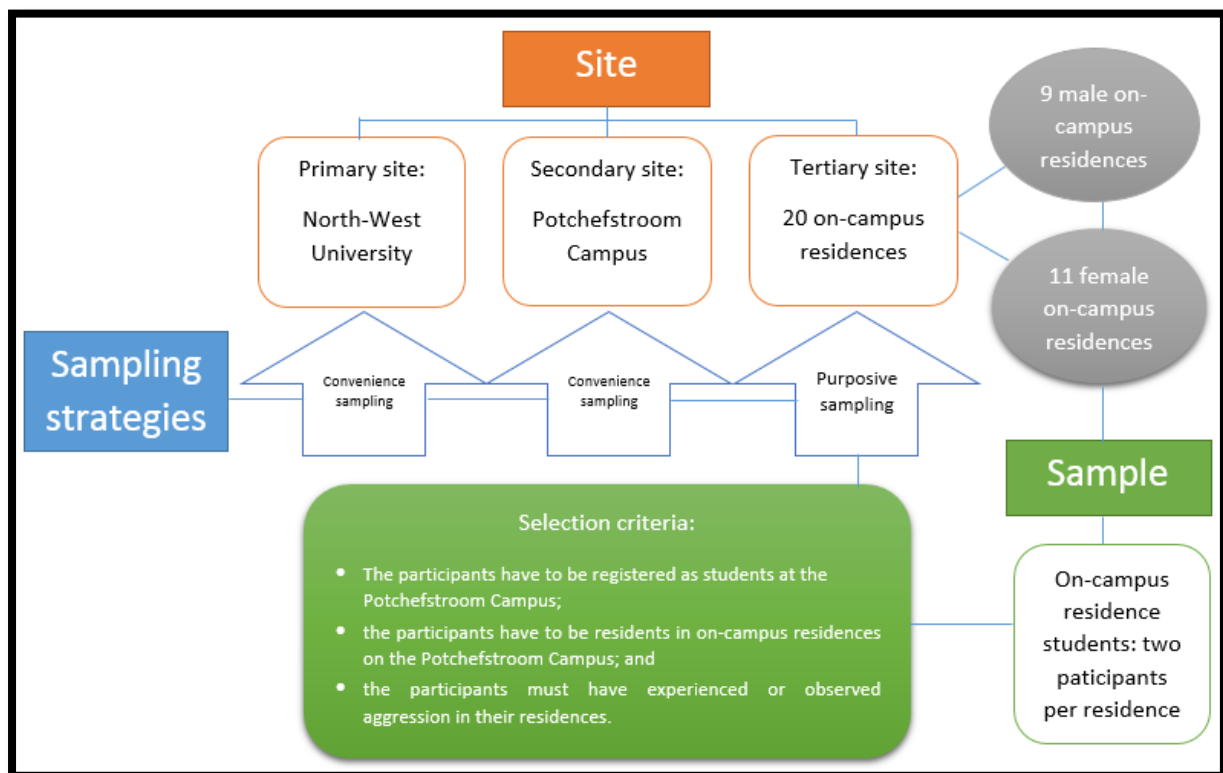 Site
Primary site:
North-West
University
Secondary site:
Potchefstroom
Campus
Tertiary site:
20 on-campus
residences
9 male on-
campus
residences
11 female
on-campus
residences
Sampling
strategies
Convenience
sampling
Convenience
sampling
Purposive
sampling
Sample
Selection criteria:
• The participants have to be registered as students at the
Potchefstroom Campus;
• the participants have to be residents in on-campus residences
on the Potchefstroom Campus; and
• the participants must have experienced or observed
aggression in their residences.
On-campus
residence
students: two
paticipants
per residence